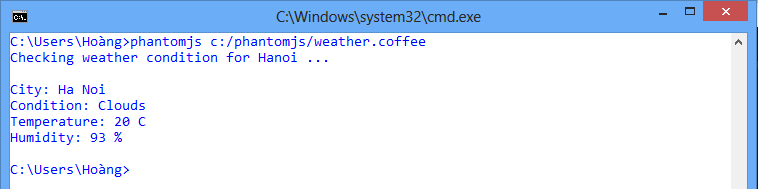 C:\Windows\system32\cmd.exe
C:\Users\Hoàng>phantomjs c:/phantomjs/weather.coffee
Checking weather condition for Hanoi ...
City: Ha Noi
Condition: Clouds
Temperature: 20 C
Humidity: 93 %
C:\Users\Hoàng>